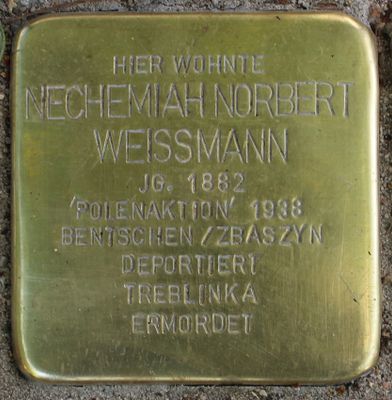 HIER WOHNTE
NECHEMIAH NORBERT
WEISSMANN
JG. 1882
'POLENAKTION' 1938
BENTSCHEN / ZBASZYN
DEPORTIERT
TREBLINKA
ERMORDET